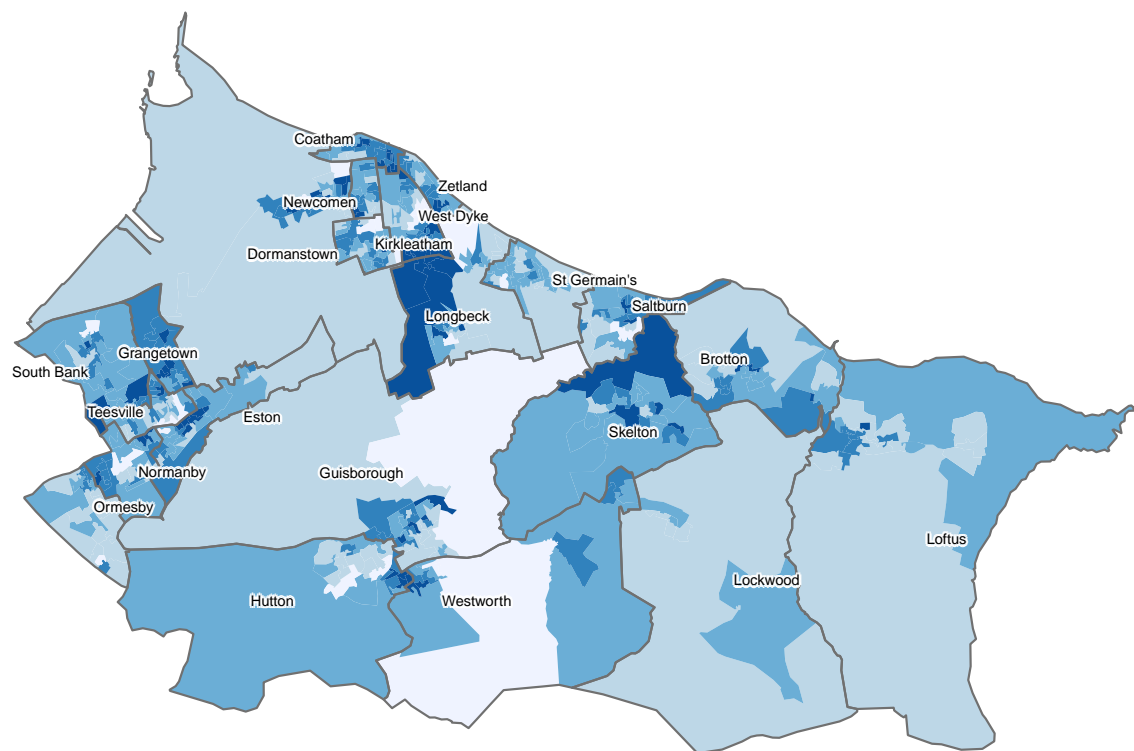 Coatham
Zetland
Newcomen
West Dyke
Kirkleatham
Dormanstown
St Germain's
Saltburn
Longbeck
Grangetown
Brotton
South Bank
Teesville
Eston
Skelton
Guisborough
Normanby
Ormesby
Loftus
Lockwood
Hutton
Westworth